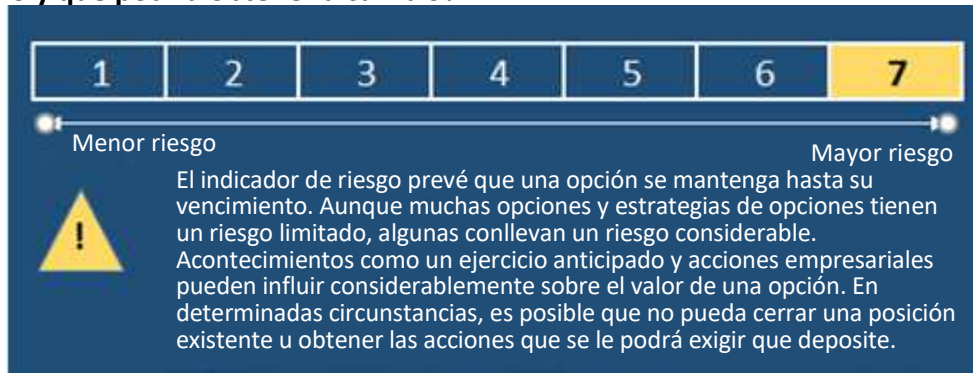 1 2 3 4 5 6 7
Menor riesgo
Mayor riesgo
El indicador de riesgo prevé que una opción se mantenga hasta su
vencimiento. Aunque muchas opciones y estrategias de opciones tienen
un riesgo limitado, algunas conllevan un riesgo considerable.
Acontecimientos como un ejercicio anticipado y acciones empresariales
pueden influir considerablemente sobre el valor de una opción. En
determinadas circunstancias, es posible que no pueda cerrar una posición
existente u obtener las acciones que se le podrá exigir que deposite.
!